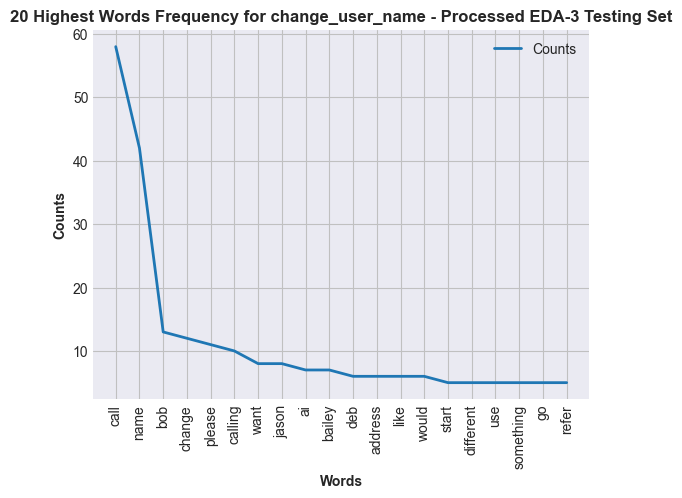 20 Highest Words Frequency for change_user_name - Processed EDA-3 Testing Set
Counts
60
50
40
30
20
10
Counts
call
name
bob
change
please
calling
want
jason
ai
bailey
deb
address
like
would
start
different
use
something
go
refer
Words